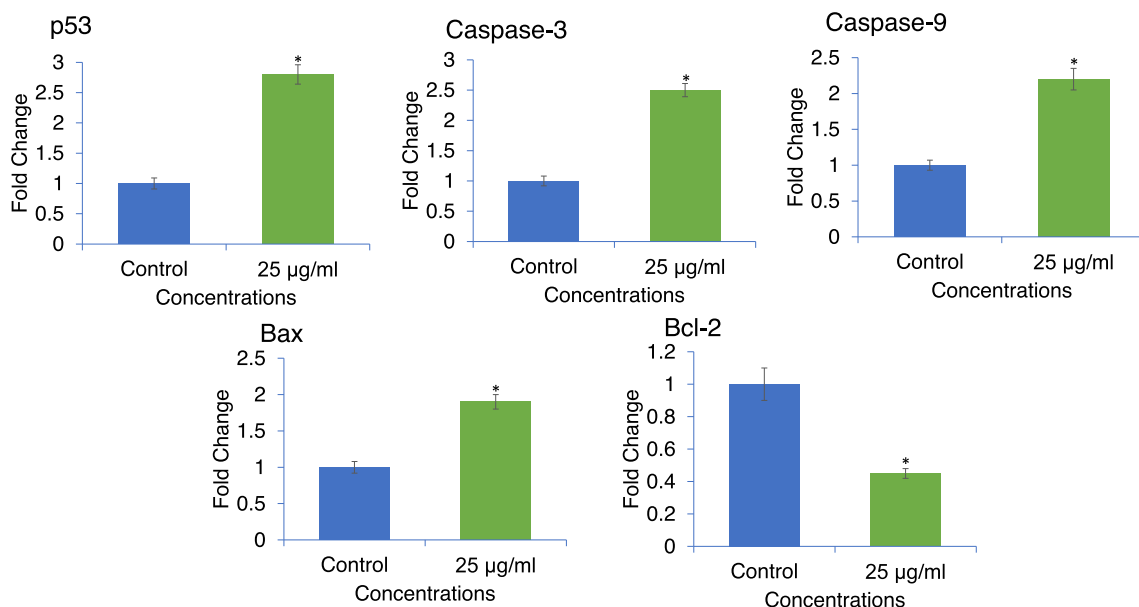 p53
Fold Change
3
2.5
2
1.5
1
0.5
0
*
Control
25 µg/ml
Concentrations
Caspase-3
Fold Change
3
2.5
2
1.5
1
0.5
0
*
Control
25 µg/ml
Concentrations
Caspase-9
Fold Change
2.5
2
1.5
1
0.5
0
*
Control
25 µg/ml
Concentrations
Bax
Fold Change
2.5
2
1.5
1
0.5
0
*
Control
25 µg/ml
Concentrations
Bcl-2
Fold Change
1.2
1
0.8
0.6
0.4
0.2
0
*
Control
25 µg/ml
Concentrations